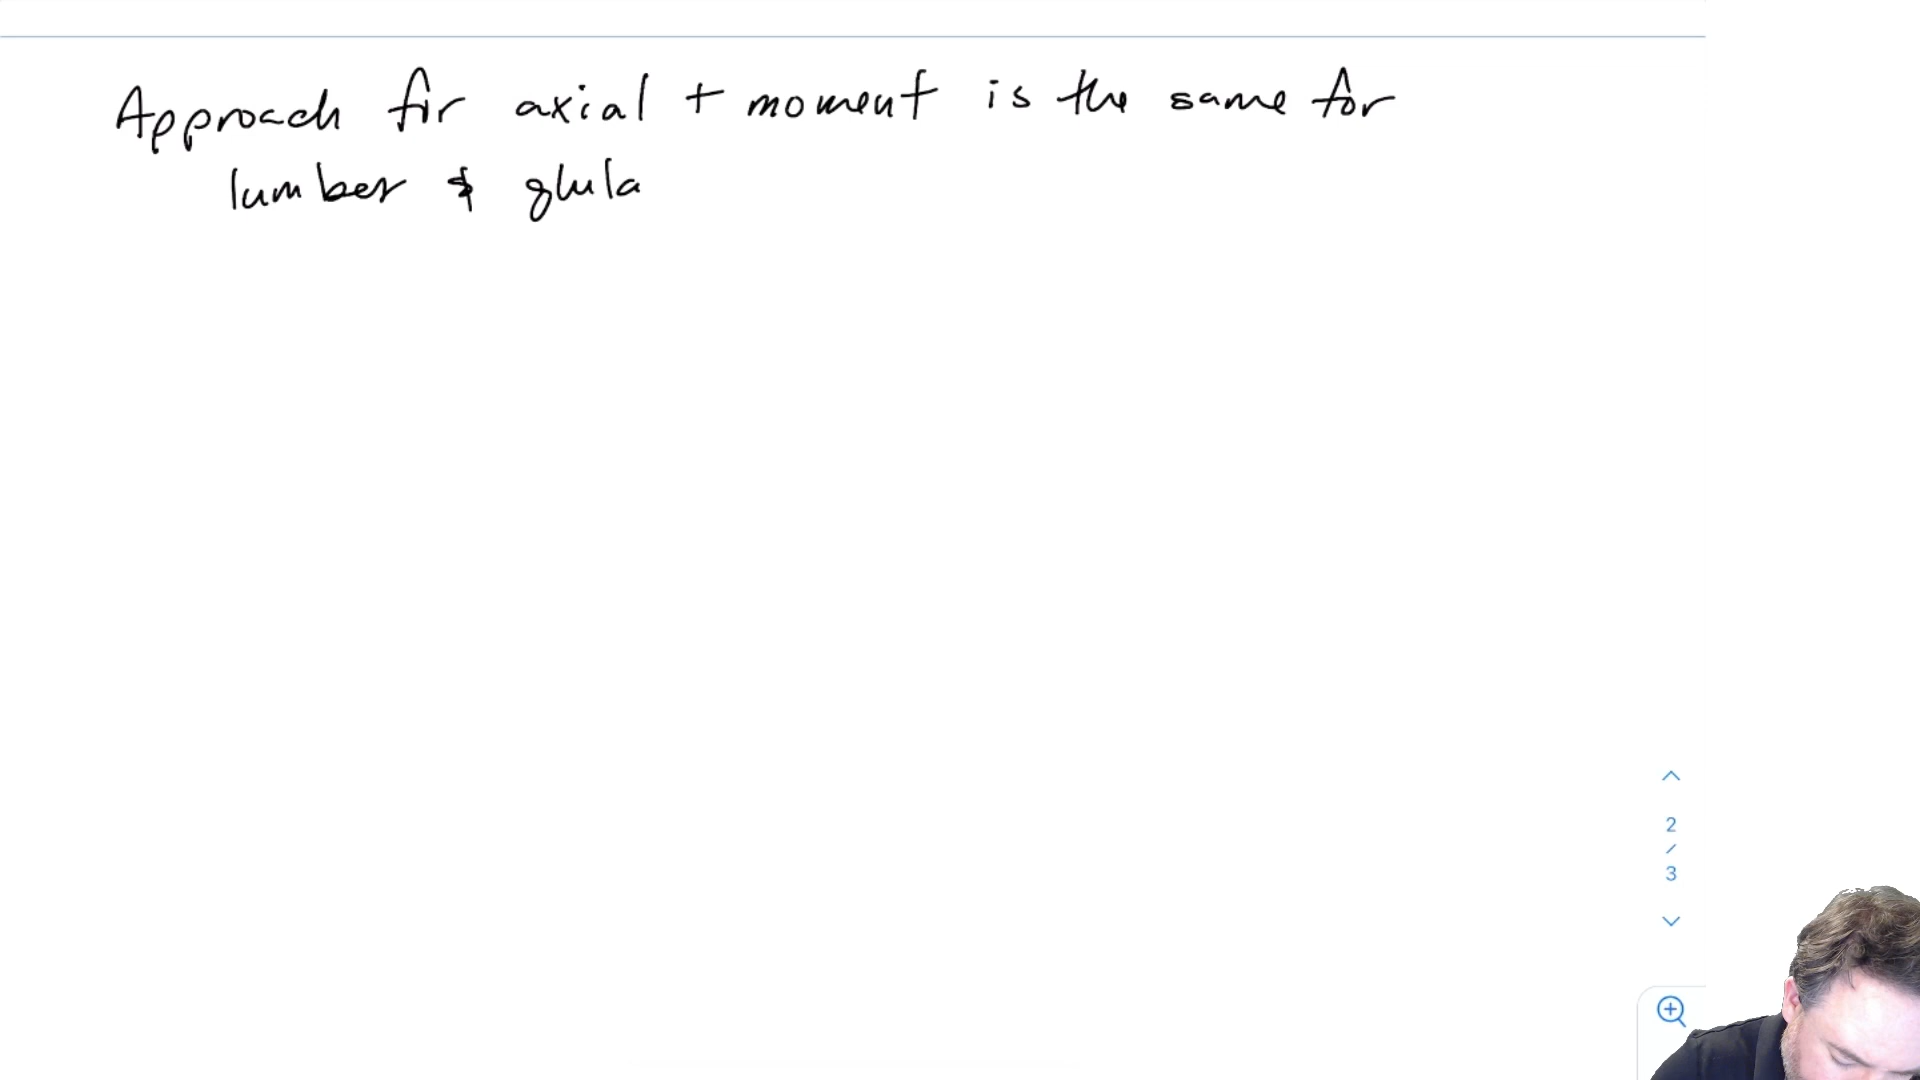 Approach for axial + moment is the same for
lumber & glula
2
/
3